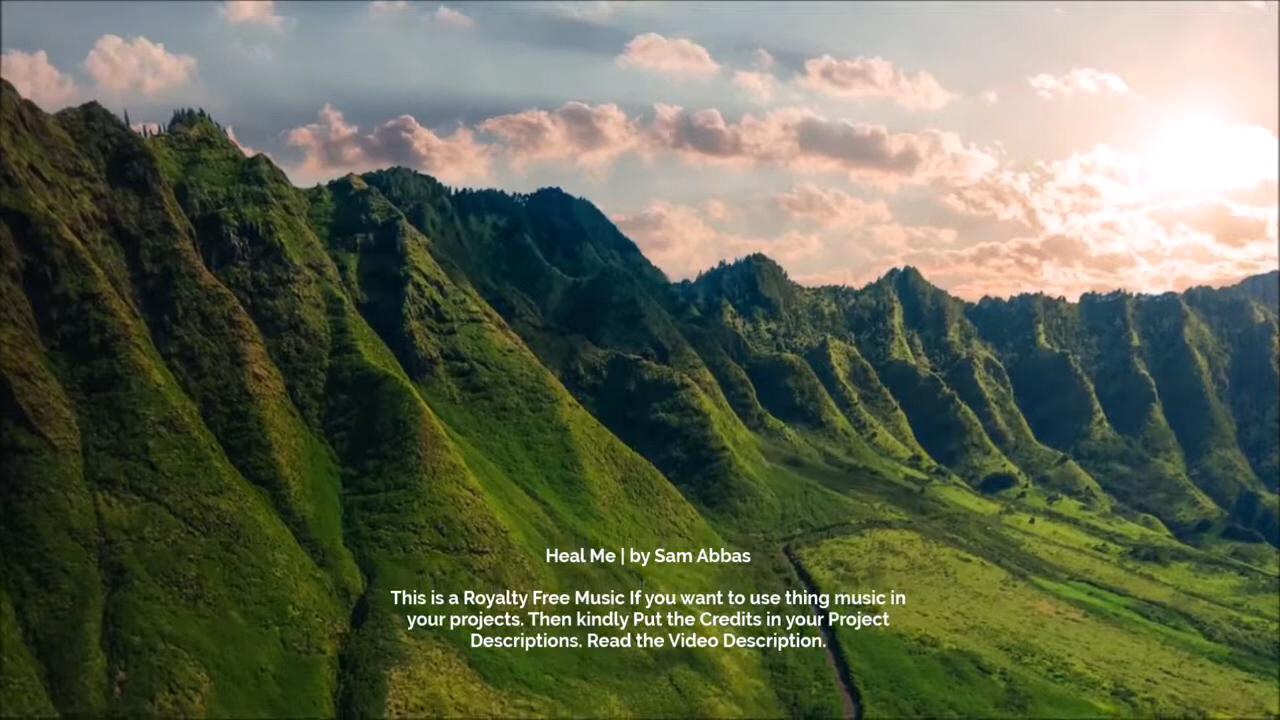 Heal Me | by Sam Abbas
This is a Royalty Free Music If you want to use thing music in
your projects. Then kindly Put the Credits in your Project
Descriptions. Read the Video Description.